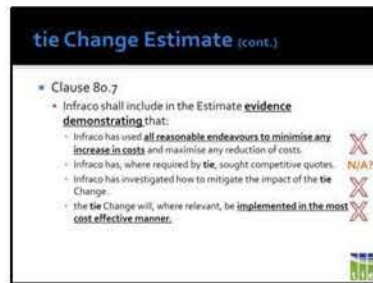 tie Change Estimate (cont.)
Clause 80.7
Infraco shall include in the Estimate evidence
demonstrating that:
Infraco has used all reasonable endeavours to minimise any
increase in costs and maximise any reduction of costs.
Infraco has, where required by tie, sought competitive quotes. N/A?
Infraco has investigated how to mitigate the impact of the tie
Change.
the tie Change will, where relevant, be implemented in the most
cost effective manner.
tie